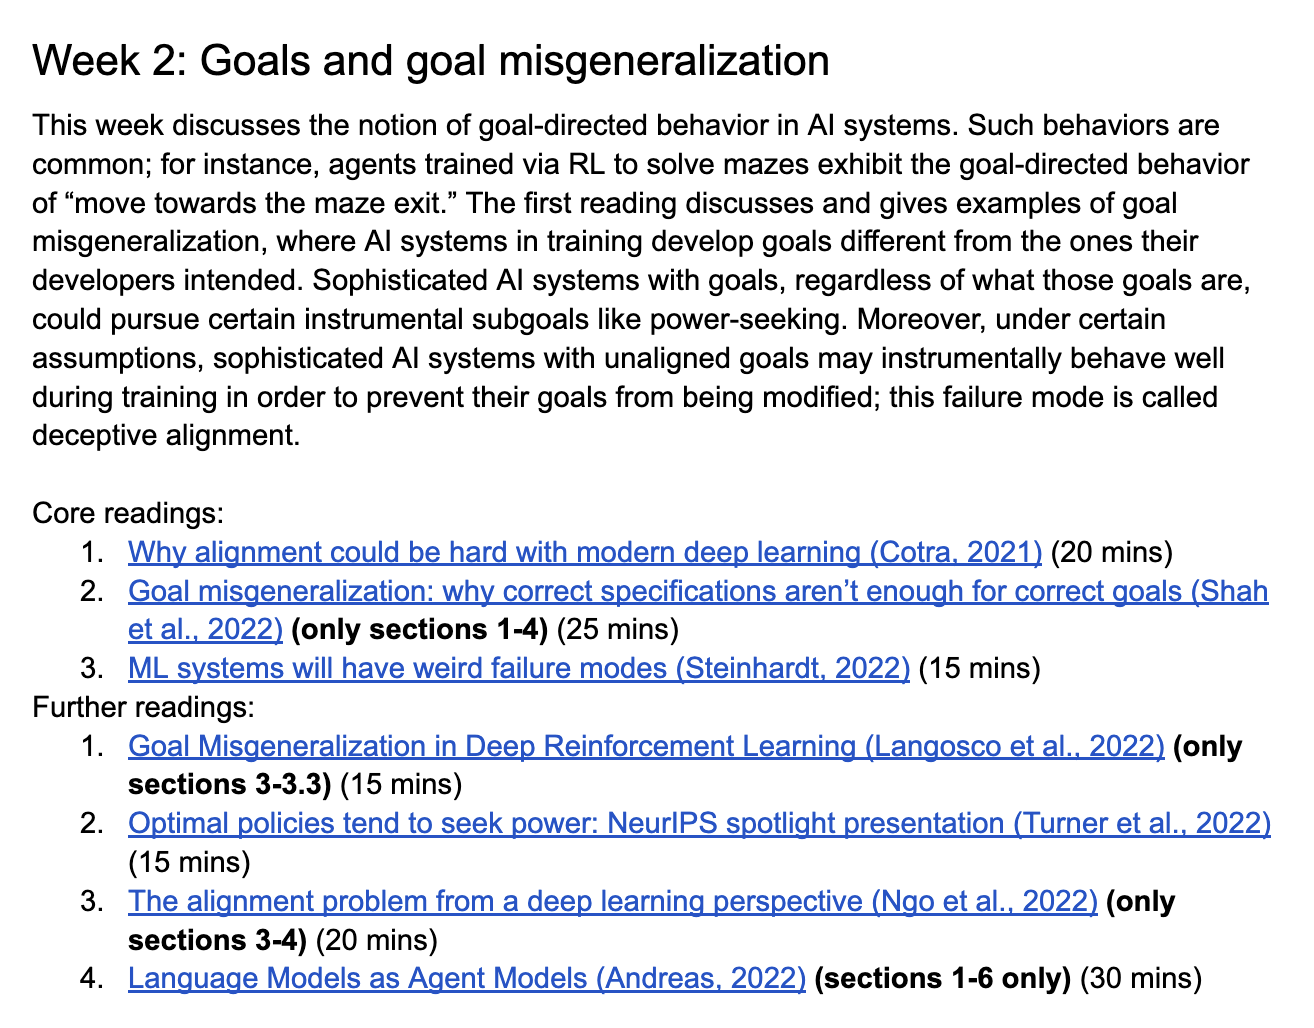 Week 2: Goals and goal misgeneralization
This week discusses the notion of goal-directed behavior in AI systems. Such behaviors are
common; for instance, agents trained via RL to solve mazes exhibit the goal-directed behavior
of “move towards the maze exit.” The first reading discusses and gives examples of goal
misgeneralization, where AI systems in training develop goals different from the ones their
developers intended. Sophisticated AI systems with goals, regardless of what those goals are,
could pursue certain instrumental subgoals like power-seeking. Moreover, under certain
assumptions, sophisticated AI systems with unaligned goals may instrumentally behave well
during training in order to prevent their goals from being modified; this failure mode is called
deceptive alignment.
Core readings:
1. Why alignment could be hard with modern deep learning (Cotra, 2021) (20 mins)
2. Goal misgeneralization: why correct specifications aren’t enough for correct goals (Shah
et al., 2022) (only sections 1-4) (25 mins)
3. ML systems will have weird failure modes (Steinhardt, 2022) (15 mins)
Further readings:
1. Goal Misgeneralization in Deep Reinforcement Learning (Langosco et al., 2022) (only
sections 3-3.3) (15 mins)
2. Optimal policies tend to seek power: NeurIPS spotlight presentation (Turner et al., 2022)
(15 mins)
3. The alignment problem from a deep learning perspective (Ngo et al., 2022) (only
sections 3-4) (20 mins)
4. Language Models as Agent Models (Andreas, 2022) (sections 1-6 only) (30 mins)